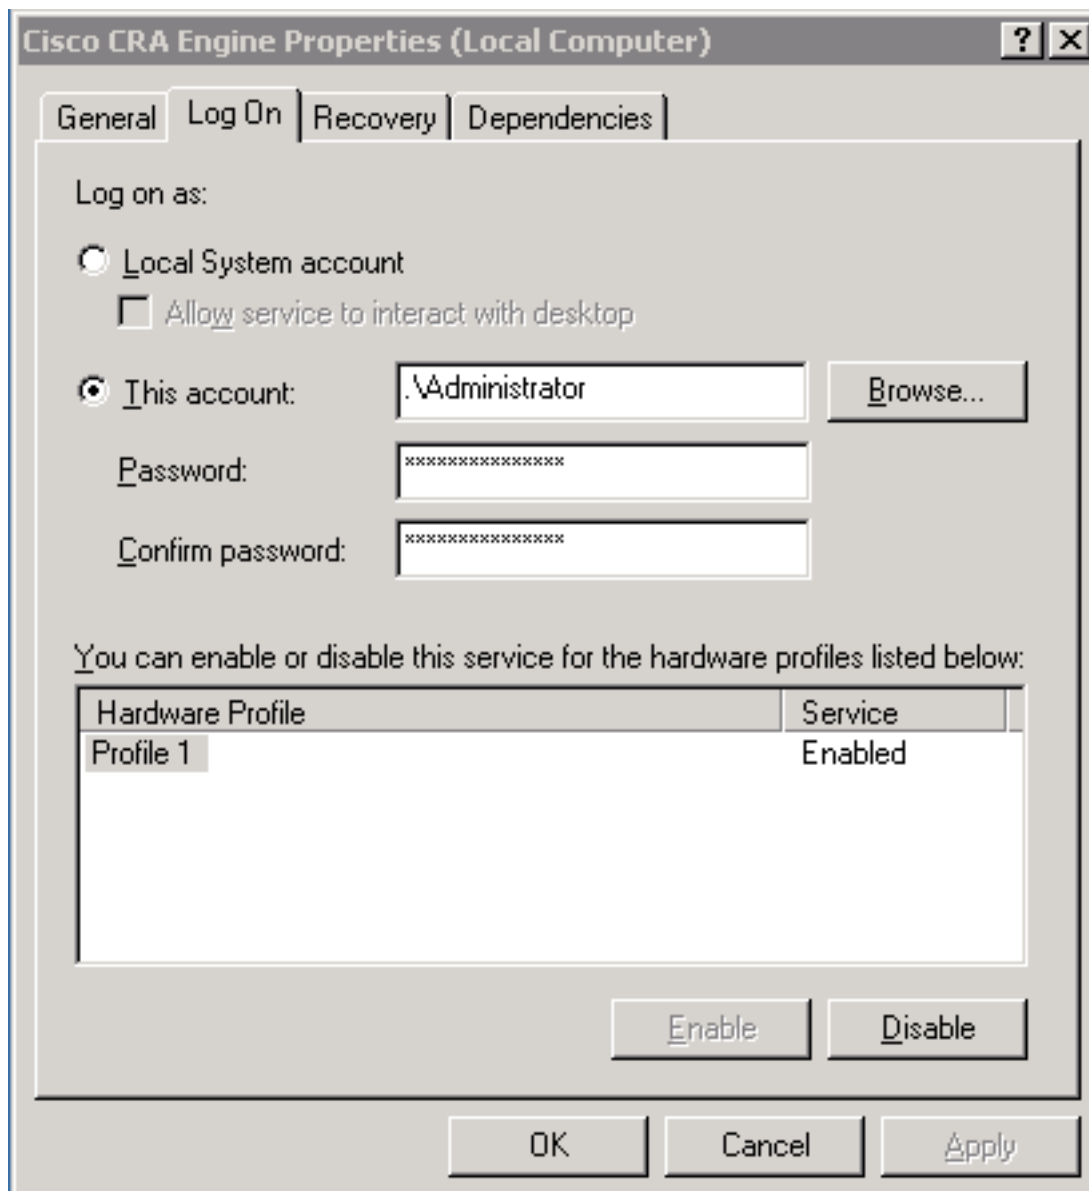 Cisco CRA Engine Properties (Local Computer) ? X
General Log On Recovery Dependencies
Log on as:
Local System account
Allow service to interact with desktop
This account: .\Administrator Browse...
Password: ***************
Confirm password: ***************
You can enable or disable this service for the hardware profiles listed below:
Hardware Profile Service
Profile 1 Enabled
Enable Disable
OK Cancel Apply